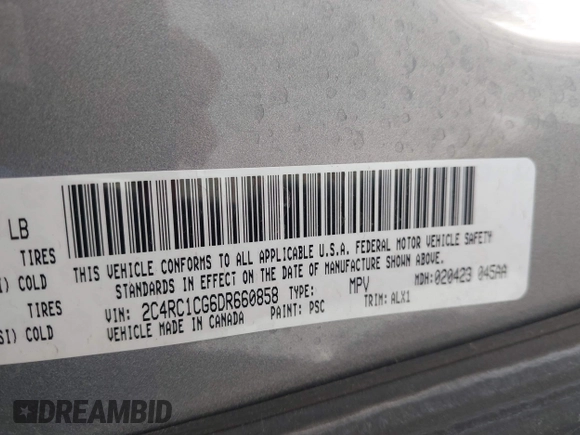 LB
TIRES
I) COLD
TIRES
SI) COLD
THIS VEHICLE CONFORMS TO ALL APPLICABLE U.S.A. FEDERAL MOTOR VEHICLE SAFETY
STANDARDS IN EFFECT ON THE DATE OF MANUFACTURE SHOWN ABOVE.
VIN: 2C4RC1CG6DR660858 TYPE: MPV MDH:020423 045AA
VEHICLE MADE IN CANADA PAINT: PSC TRIM: ALX1
DREAMBID